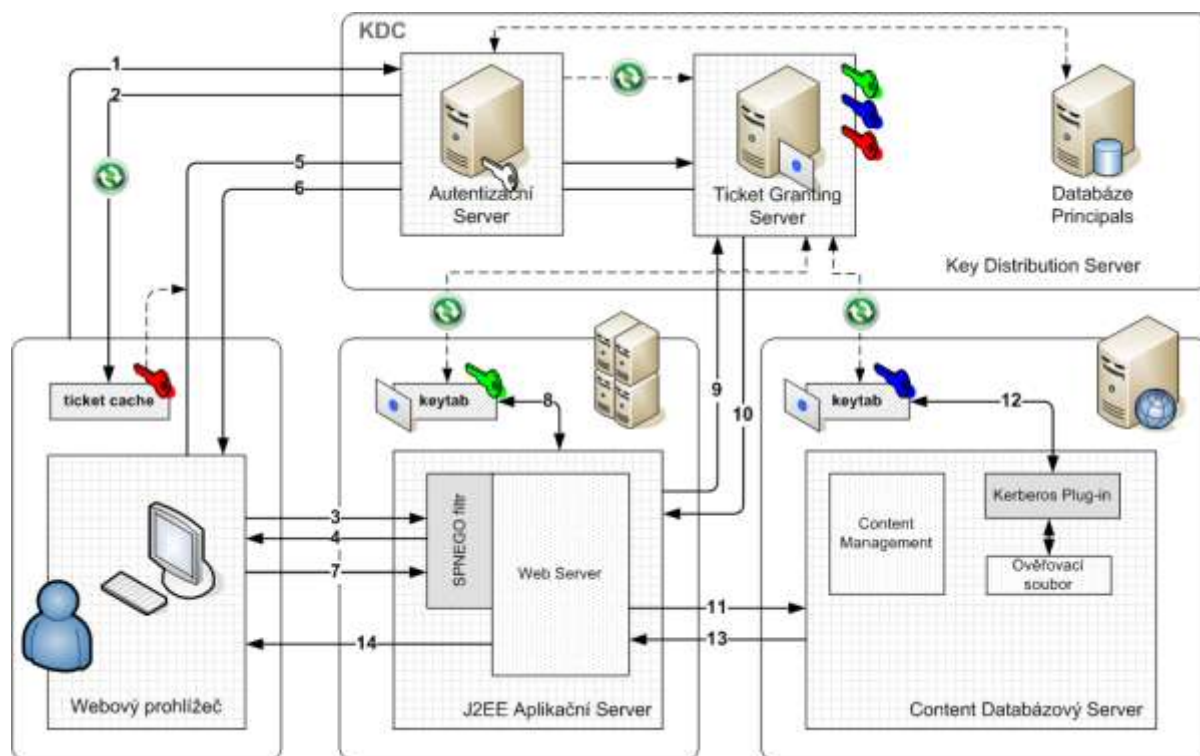 KDC
1
2
5
6
Autentizační
Server
Ticket Granting
Server
Databáze
Principals
Key Distribution Server
ticket cache
keytab
8
9
10
keytab
12
3
4
7
SPNEGO filtr
Web Server
Content
Management
Kerberos Plug-in
Ověřovací
soubor
11
13
14
Webový prohlížeč
J2EE Aplikační Server
Content Databázový Server